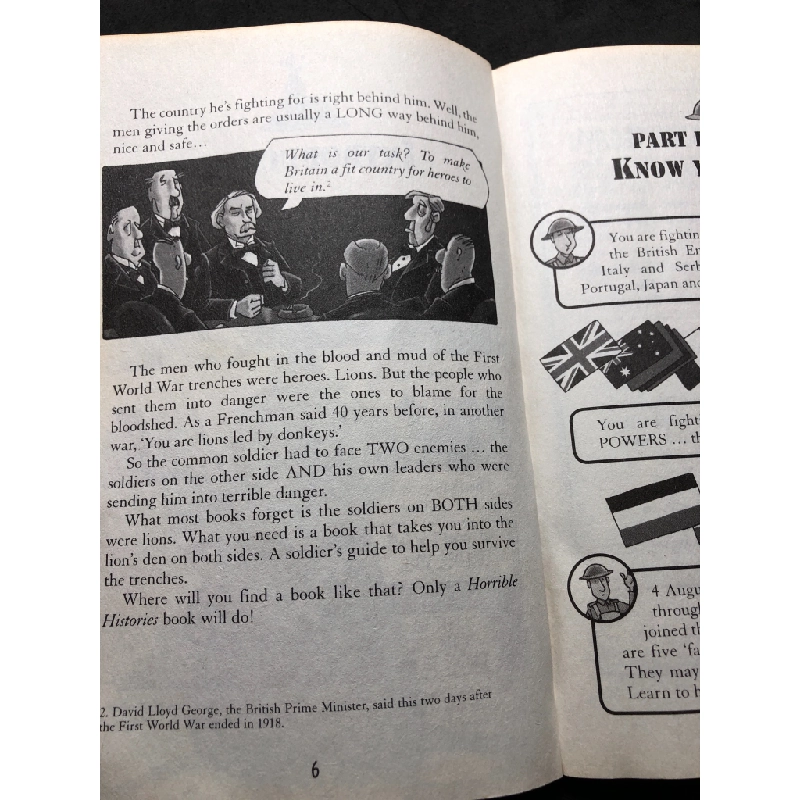 The country he's fighting for is right behind him. Well, the
men giving the orders are usually a LONG way behind him,
nice and safe...
What is our task? To make
Britain a fit country for heroes to
live in.2
The men who fought in the blood and mud of the First
World War trenches were heroes. Lions. But the people who
sent them into danger were the ones to blame for the
bloodshed. As a Frenchman said 40 years before, in another
war, 'You are lions led by donkeys.'
So the common soldier had to face TWO enemies ... the
soldiers on the other side AND his own leaders who were
sending him into terrible danger.
What most books forget is the soldiers on BOTH sides
were lions. What you need is a book that takes you into the
lion's den on both sides. A soldier's guide to help you survive
the trenches.
Where will you find a book like that? Only a Horrible
Histories book will do!
2. David Lloyd George, the British Prime Minister, said this two days after
the First World War ended in 1918.
6
PART
KNOW
You are
the British
Italy and
Portugal, Japan
You are
POWERS ...
4
joined
are five
They may
Learn to